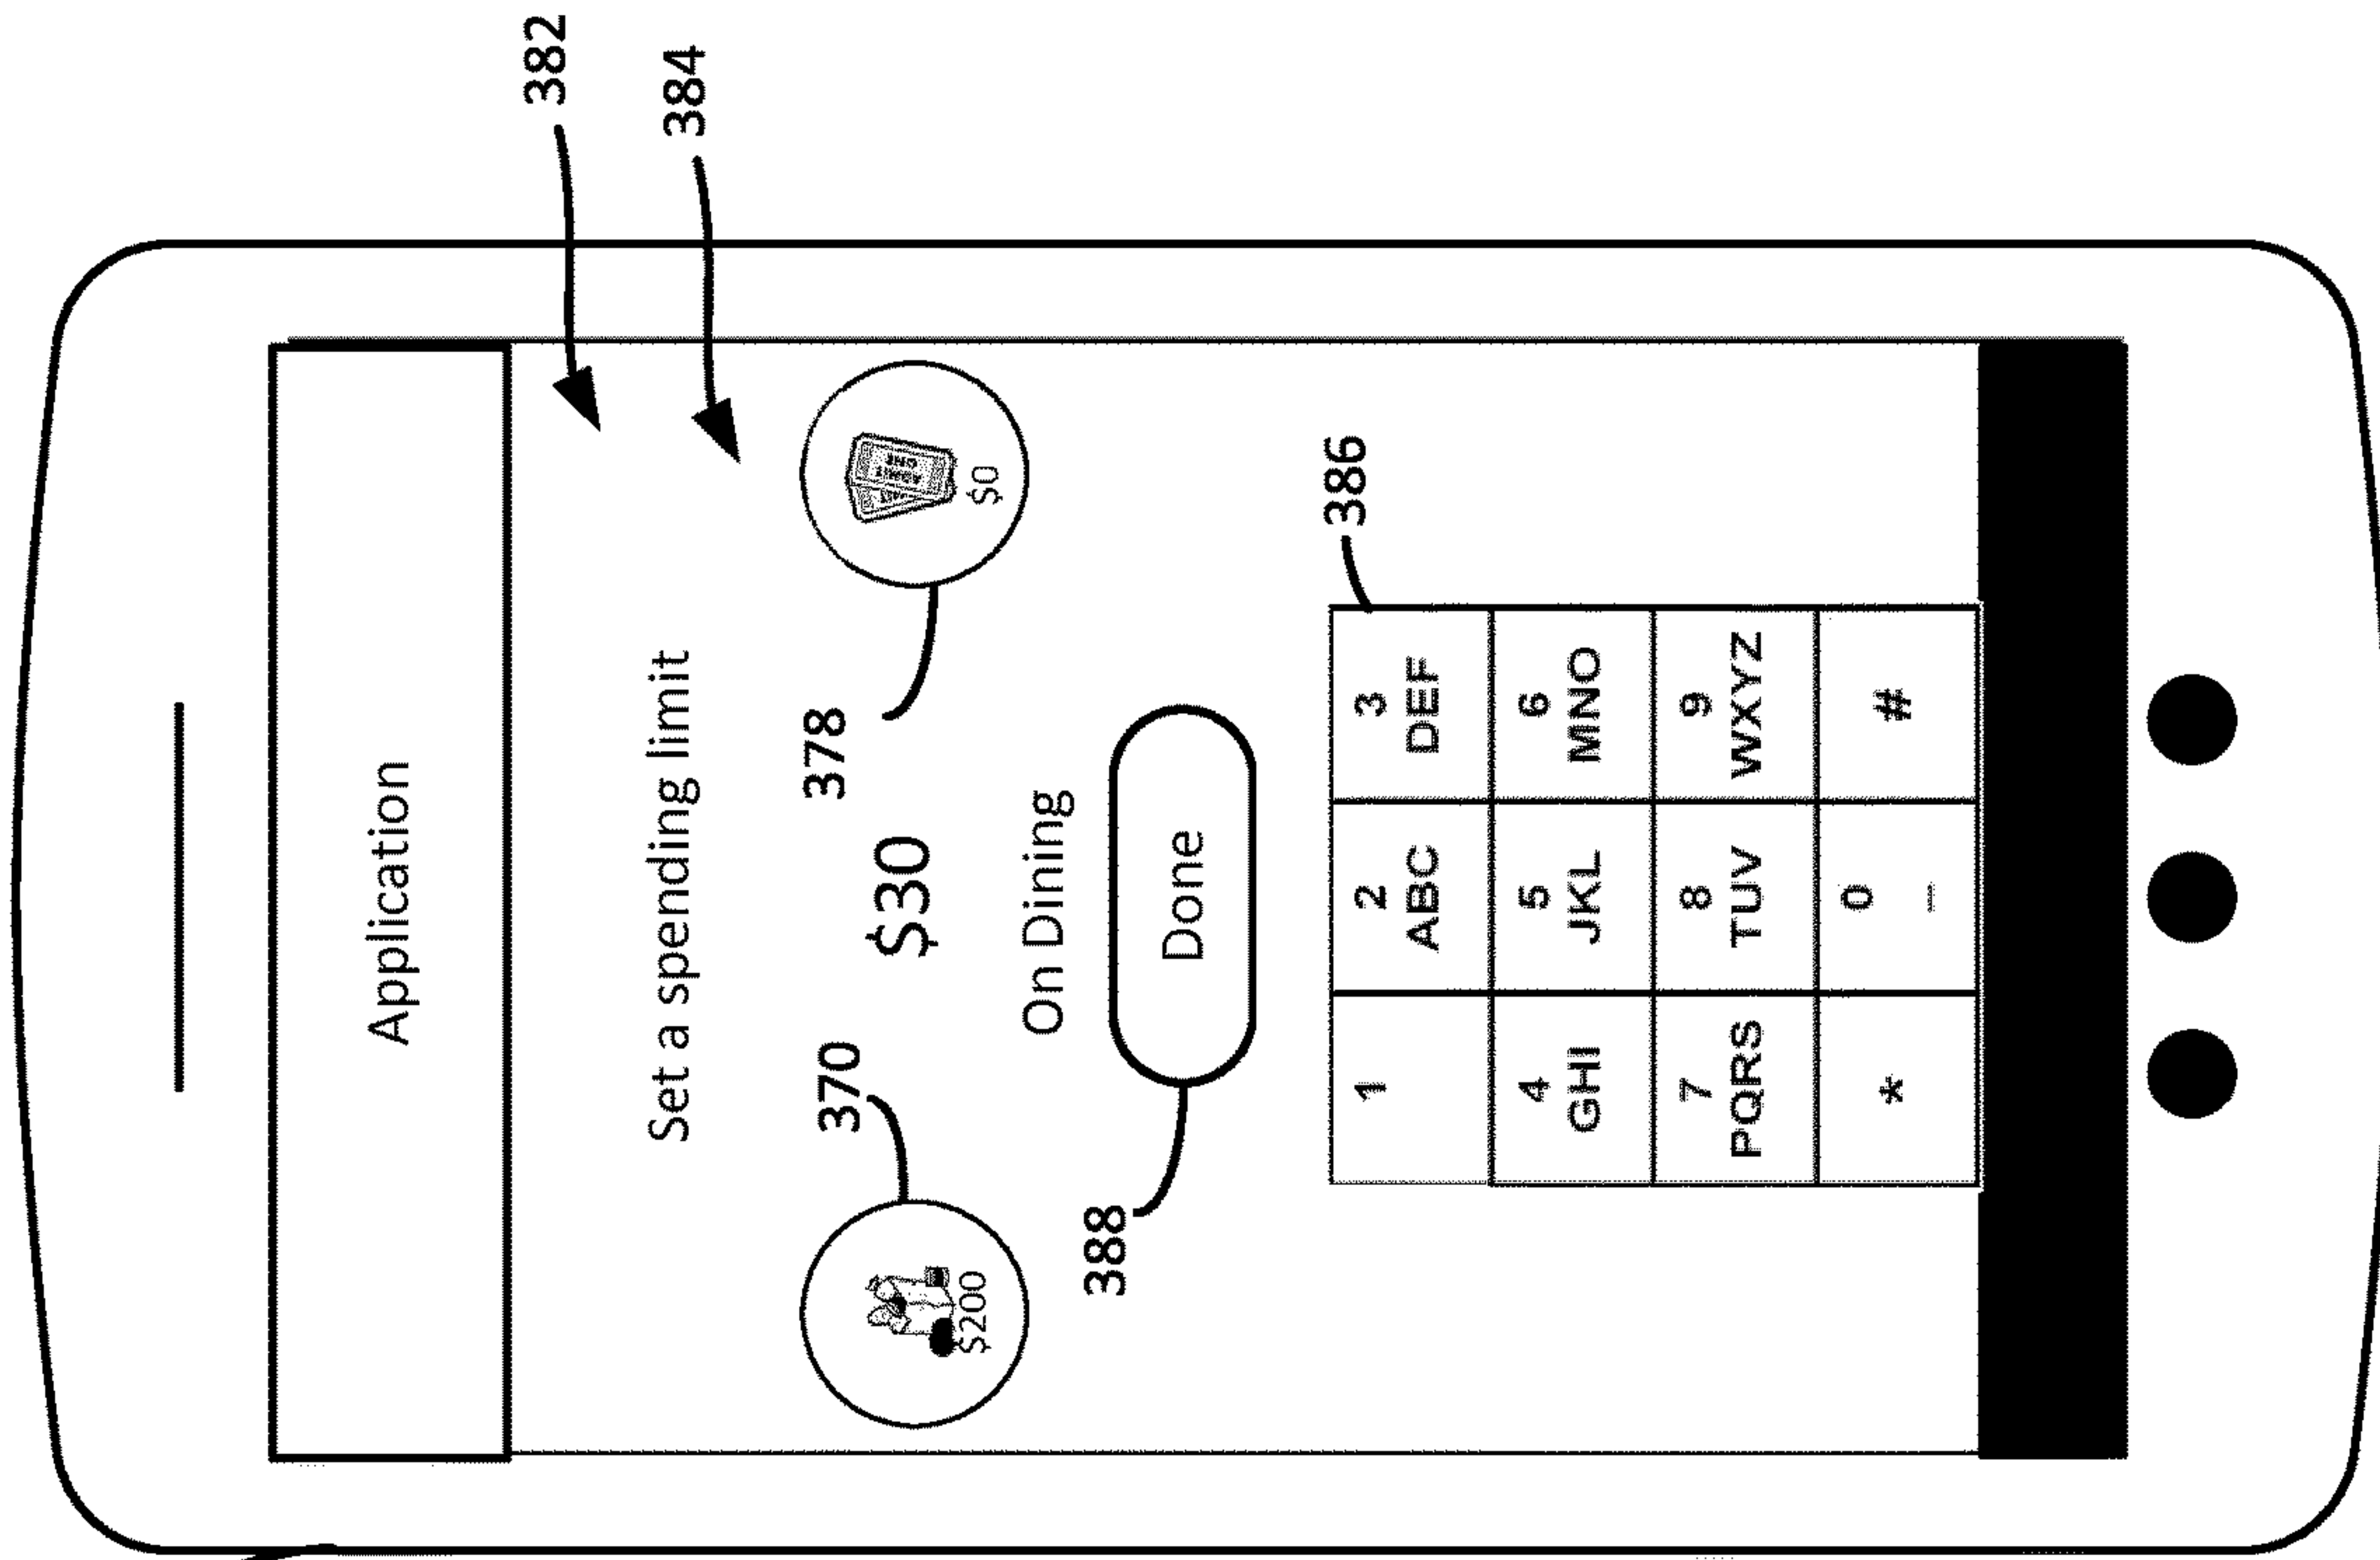 Application
382
Set a spending limit
384
370
378
$30
$200
$0
On Dining
388
Done
386
1 2 3
ABC DEF
4 5 6
GHI JKL MNO
7 8 9
PQRS TUV WXYZ
* 0 #
_